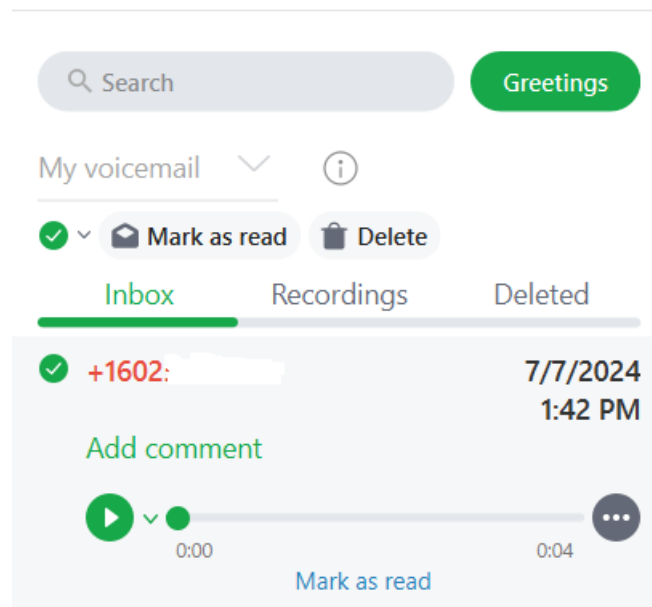 Search Greetings
My voicemail
Mark as read Delete
Inbox Recordings Deleted
+1602: 7/7/2024
1:42 PM
Add comment
0:00 0:04
Mark as read